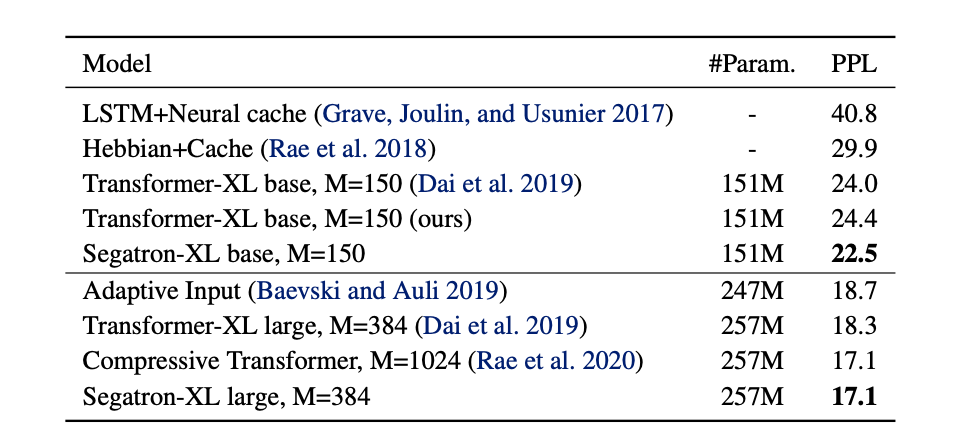 Model #Param. PPL
LSTM+Neural cache (Grave, Joulin, and Usunier 2017) - 40.8
Hebbian+Cache (Rae et al. 2018) - 29.9
Transformer-XL base, M=150 (Dai et al. 2019) 151M 24.0
Transformer-XL base, M=150 (ours) 151M 24.4
Segatron-XL base, M=150 151M 22.5
Adaptive Input (Baevski and Auli 2019) 247M 18.7
Transformer-XL large, M=384 (Dai et al. 2019) 257M 18.3
Compressive Transformer, M=1024 (Rae et al. 2020) 257M 17.1
Segatron-XL large, M=384 257M 17.1